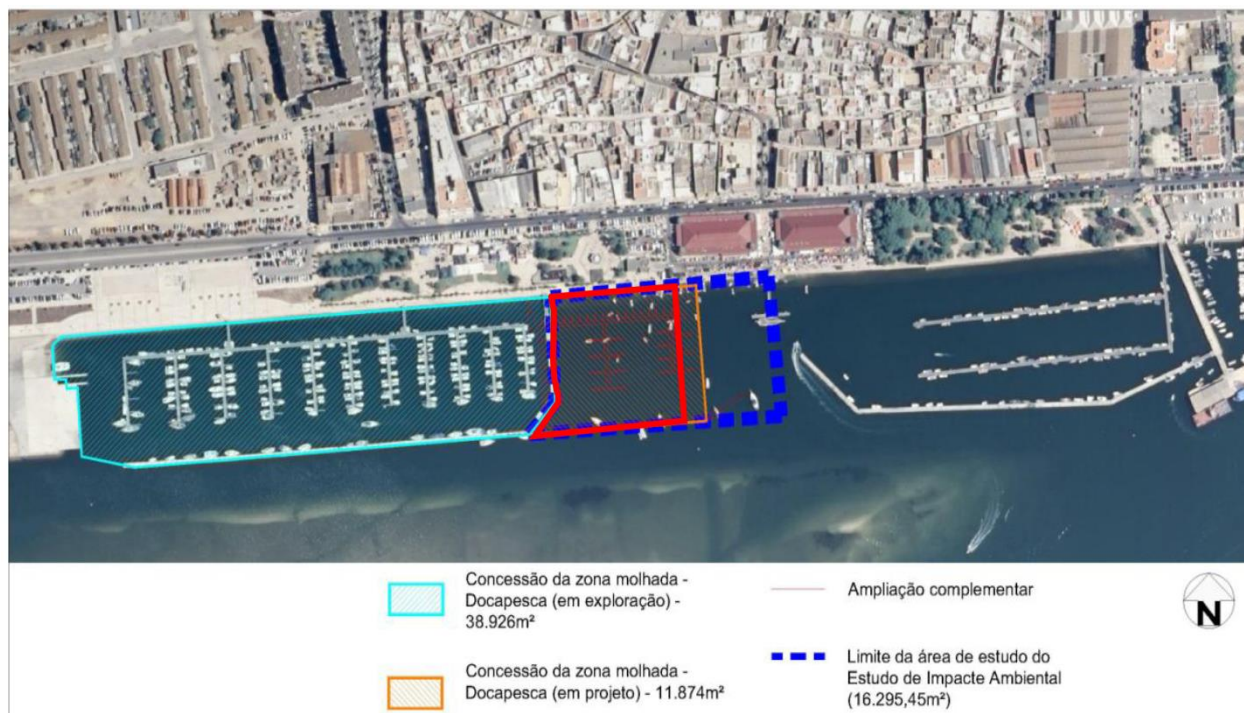 Concessão da zona molhada -
Docapesca (em exploração) -
38.926m²
Concessão da zona molhada -
Docapesca (em projeto) - 11.874m²
Ampliação complementar
Limite da área de estudo do
Estudo de Impacte Ambiental
(16.295,45m²)
N